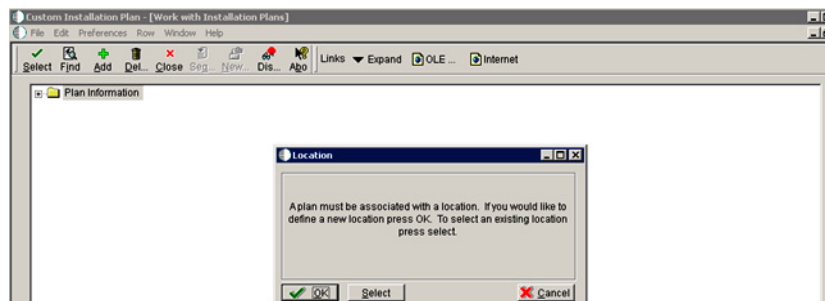 Custom Installation Plan - [Work with Installation Plans]
File Edit Preferences Row Window Help
Select Find Add Del... Close Seq... New... Dis... Abo Links Expand OLE ... Internet
Plan Information
Location
A plan must be associated with a location. If you would like to
define a new location press OK. To select an existing location
press select.
OK Select Cancel